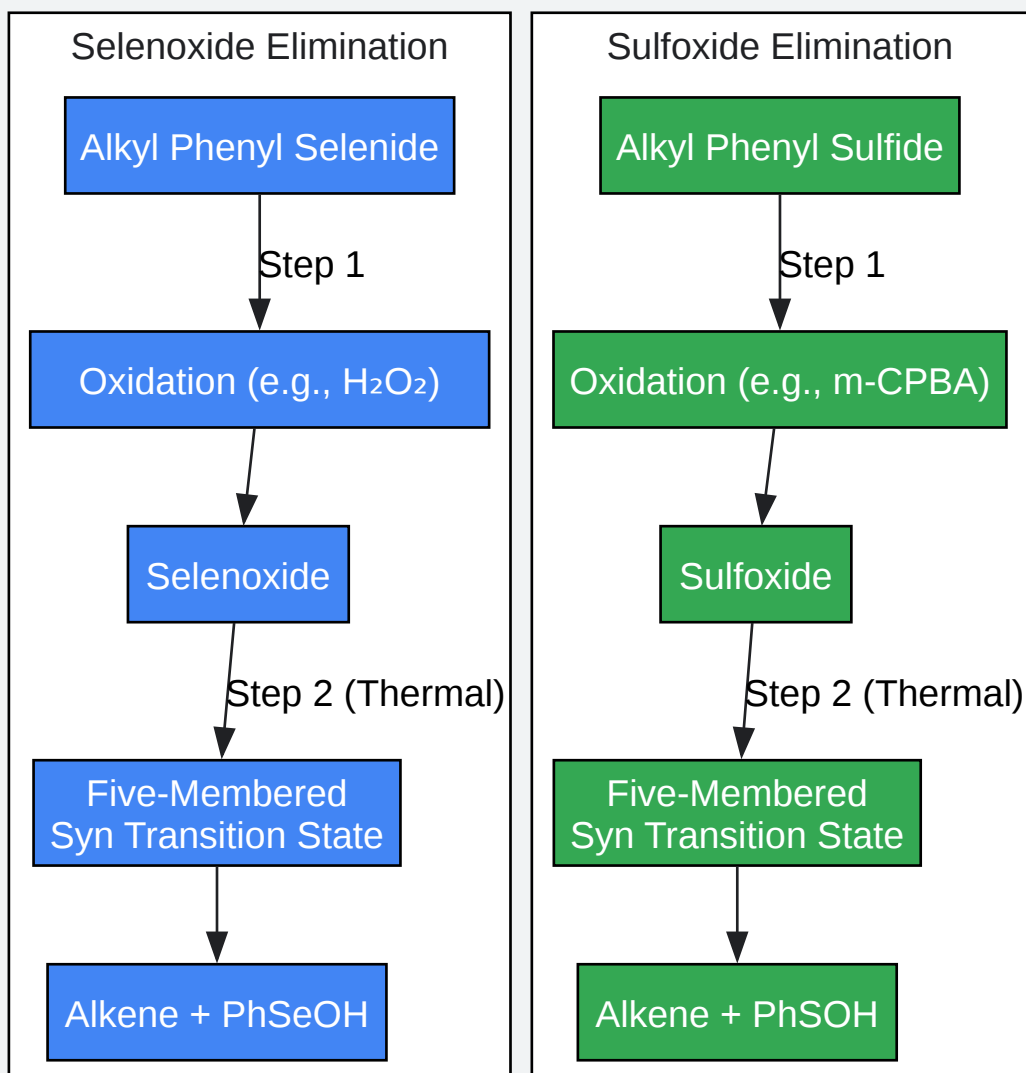 Selenoxide Elimination
Alkyl Phenyl Selenide
Step 1
Oxidation (e.g., H₂O₂)
Selenoxide
Step 2 (Thermal)
Five-Membered
Syn Transition State
Alkene + PhSeOH
Sulfoxide Elimination
Alkyl Phenyl Sulfide
Step 1
Oxidation (e.g., m-CPBA)
Sulfoxide
Step 2 (Thermal)
Five-Membered
Syn Transition State
Alkene + PhSOH